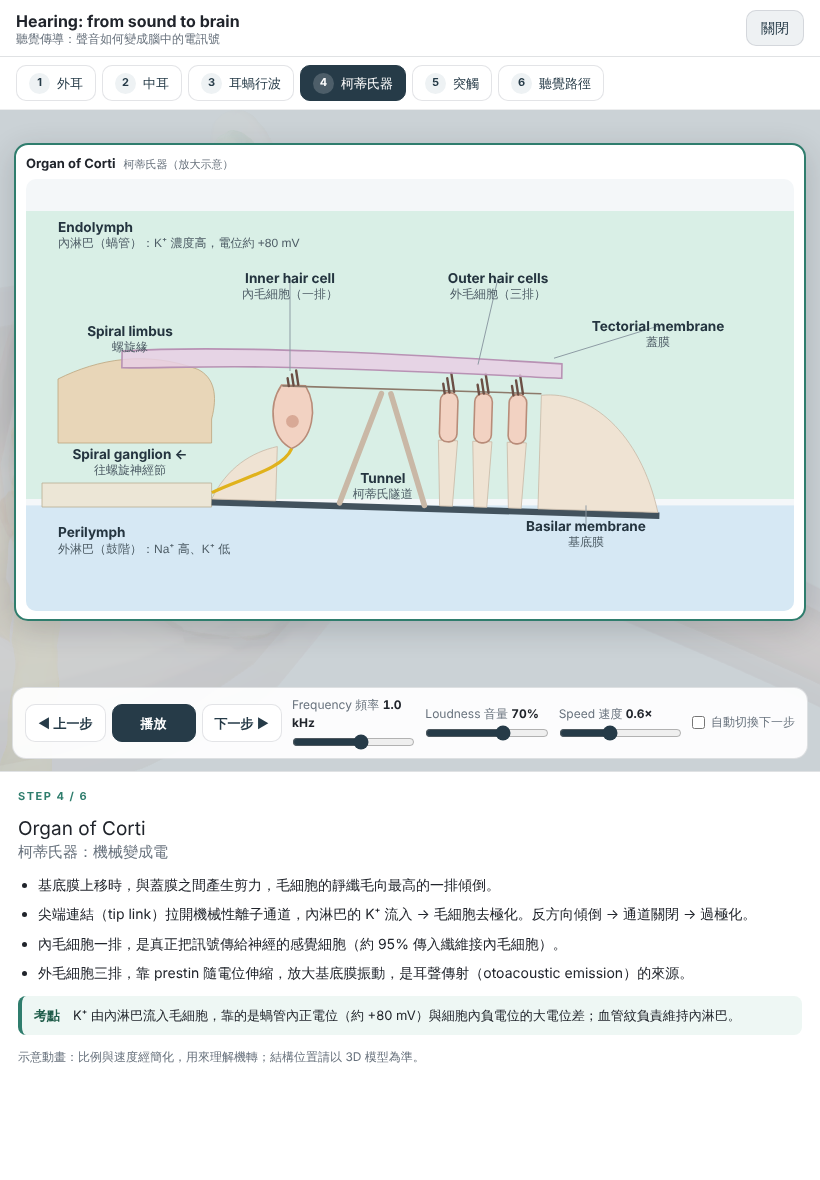 Hearing: from sound to brain
聽覺傳導：聲音如何變成腦中的電訊號
關閉
1 外耳
2 中耳
3 耳蝸行波
4 柯蒂氏器
5 突觸
6 聽覺路徑
Organ of Corti 柯蒂氏器（放大示意）
Endolymph
內淋巴（蝸管）：K⁺ 濃度高，電位約 +80 mV
Inner hair cell
內毛細胞（一排）
Outer hair cells
外毛細胞（三排）
Tectorial membrane
蓋膜
Spiral limbus
螺旋緣
Spiral ganglion ←
往螺旋神經節
Tunnel
柯蒂氏隧道
Basilar membrane
基底膜
Perilymph
外淋巴（鼓階）：Na⁺ 高、K⁺ 低
◀ 上一步
播放
下一步 ▶
Frequency 頻率 1.0 kHz
Loudness 音量 70%
Speed 速度 0.6×
自動切換下一步
STEP 4 / 6
Organ of Corti
柯蒂氏器：機械變成電
• 基底膜上移時，與蓋膜之間產生剪力，毛細胞的靜纖毛向最高的一排傾倒。
• 尖端連結（tip link）拉開機械性離子通道，內淋巴的 K⁺ 流入 → 毛細胞去極化。反方向傾倒 → 通道關閉 → 過極化。
• 內毛細胞一排，是真正把訊號傳給神經的感覺細胞（約 95% 傳入纖維接內毛細胞）。
• 外毛細胞三排，靠 prestin 隨電位伸縮，放大基底膜振動，是耳聲傳射（otoacoustic emission）的來源。
考點 K⁺ 由內淋巴流入毛細胞，靠的是蝸管內正電位（約 +80 mV）與細胞內負電位的大電位差；血管紋負責維持內淋巴。
示意動畫：比例與速度經簡化，用來理解機轉；結構位置請以 3D 模型為準。